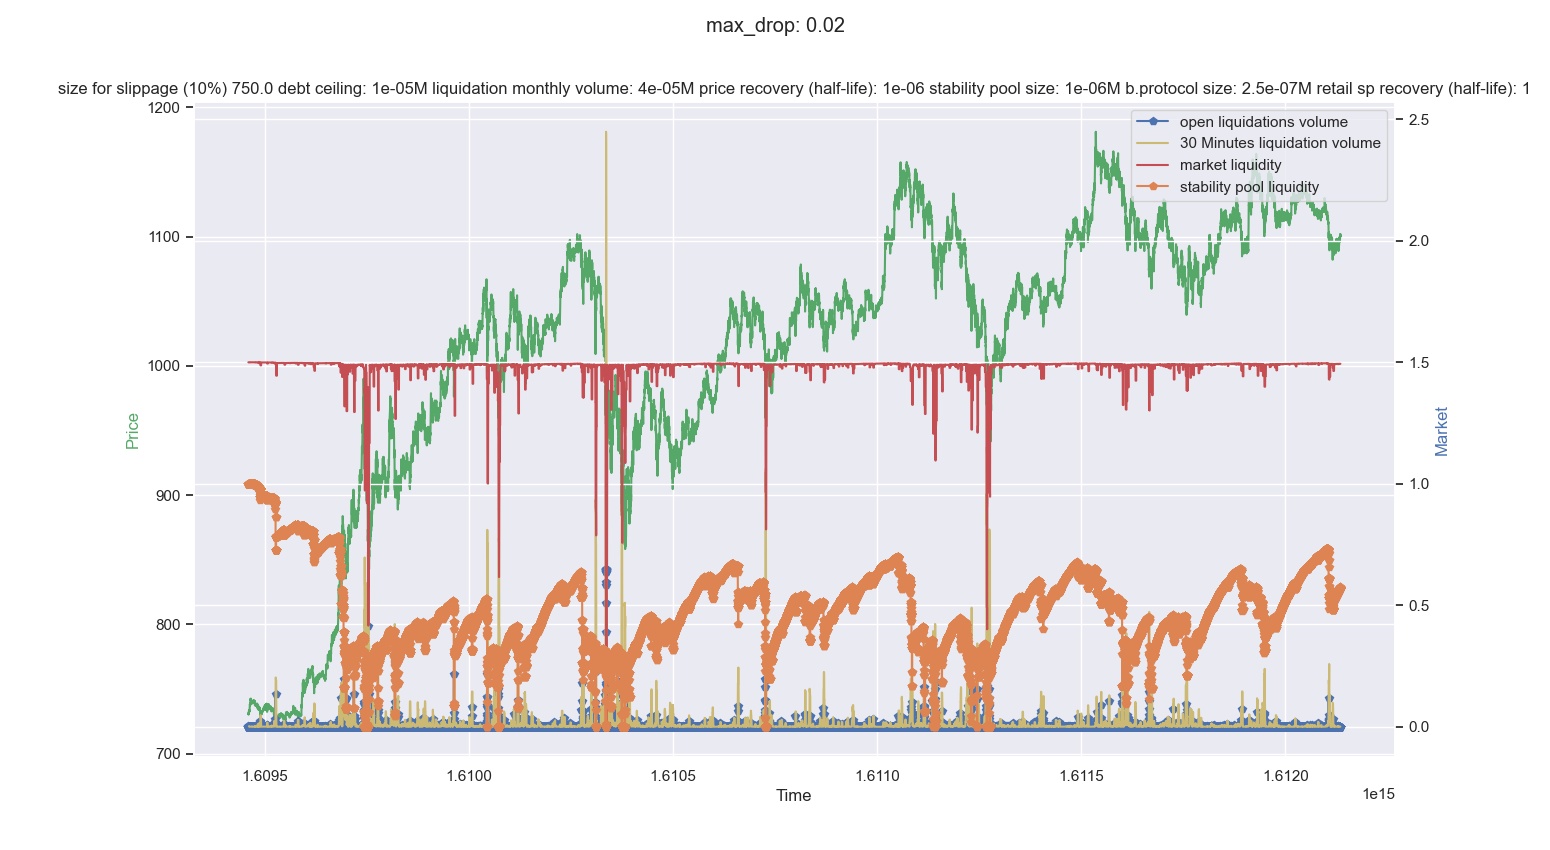 max_drop: 0.02
size for slippage (10%) 750.0 debt ceiling: 1e-05M liquidation monthly volume: 4e-05M price recovery (half-life): 1e-06 stability pool size: 1e-06M b.protocol size: 2.5e-07M retail sp recovery (half-life): 1
1200
1100
1000
900
800
700
Price
open liquidations volume
30 Minutes liquidation volume
market liquidity
stability pool liquidity
2.5
2.0
1.5
1.0
0.5
0.0
Market
1.6095
1.6100
1.6105
1.6110
1.6115
1.6120
Time
1e15